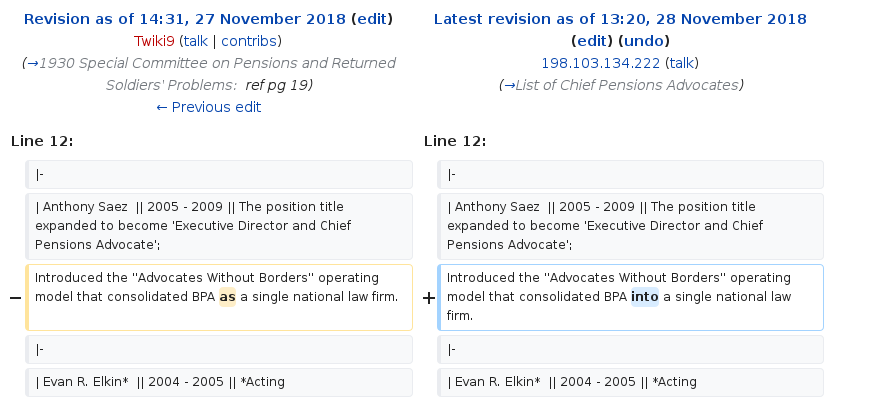 Revision as of 14:31, 27 November 2018 (edit)
Twiki9 (talk | contribs)
(→1930 Special Committee on Pensions and Returned
Soldiers' Problems: ref pg 19)
← Previous edit
Latest revision as of 13:20, 28 November 2018
(edit) (undo)
198.103.134.222 (talk)
(→List of Chief Pensions Advocates)
Line 12:
Line 12:
|-
|-
| Anthony Saez || 2005 - 2009 || The position title
expanded to become 'Executive Director and Chief
Pensions Advocate';
| Anthony Saez || 2005 - 2009 || The position title
expanded to become 'Executive Director and Chief
Pensions Advocate';
− Introduced the "Advocates Without Borders" operating
model that consolidated BPA as a single national law firm.
+ Introduced the "Advocates Without Borders" operating
model that consolidated BPA into a single national law
firm.
|-
|-
| Evan R. Elkin* || 2004 - 2005 || *Acting
| Evan R. Elkin* || 2004 - 2005 || *Acting